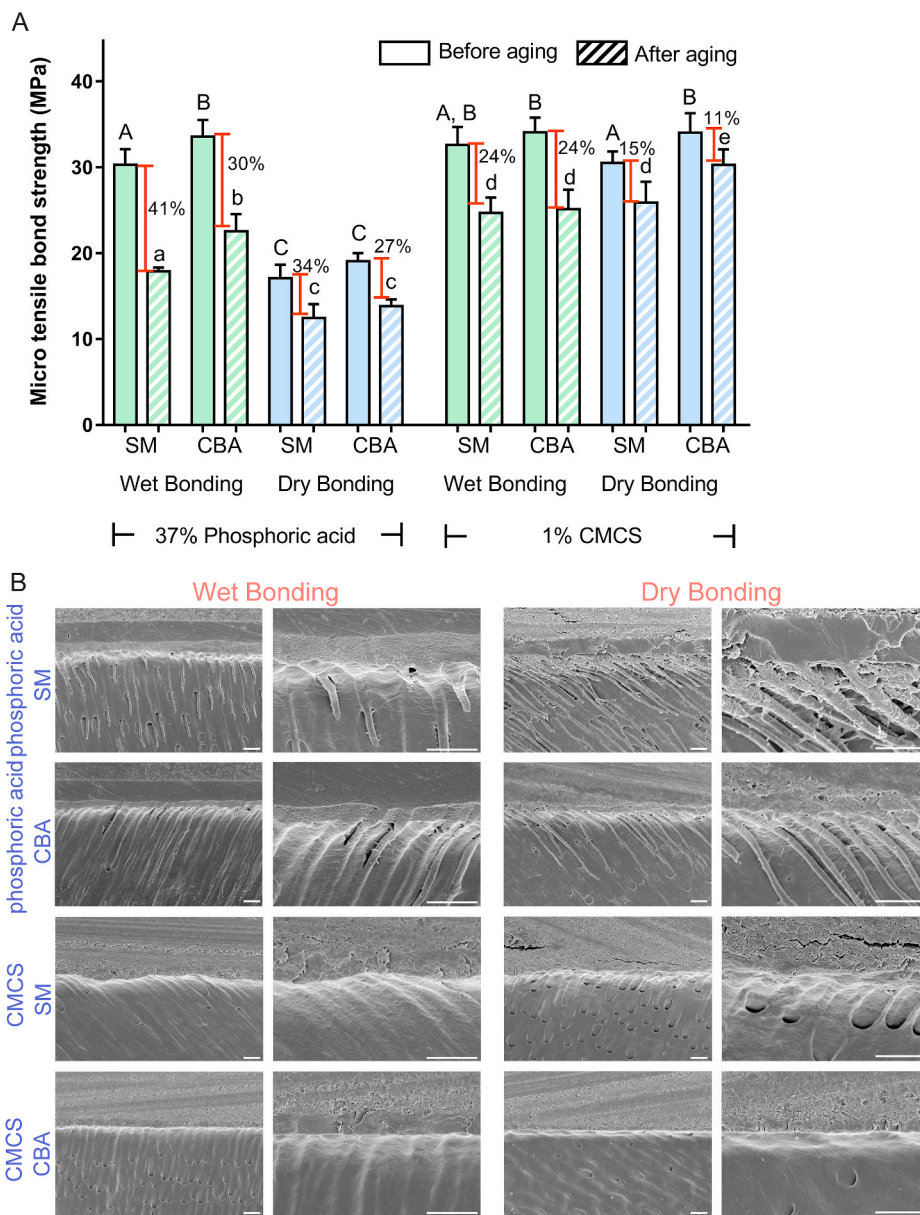 A
Before aging
After aging
Micro tensile bond strength (MPa)
40
30
20
10
0
A
41%
a
B
30%
b
C
34%
c
C
27%
c
A, B
24%
d
B
24%
d
A
15%
d
B
11%
e
SM
CBA
SM
CBA
SM
CBA
SM
CBA
Wet Bonding
Dry Bonding
Wet Bonding
Dry Bonding
37% Phosphoric acid
1% CMCS
B
Wet Bonding
Dry Bonding
phosphoric acid
SM
phosphoric acid
CBA
CMCS
SM
CMCS
CBA